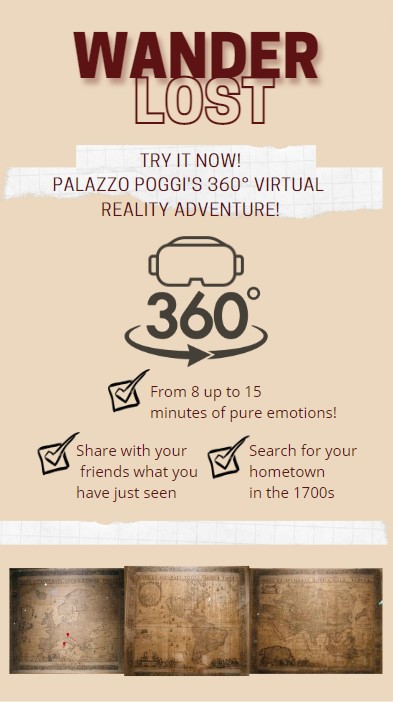 WANDER
LOST
TRY IT NOW!
PALAZZO POGGI'S 360° VIRTUAL
REALITY ADVENTURE!
360°
From 8 up to 15
minutes of pure emotions!
Share with your
friends what you
have just seen
Search for your
hometown
in the 1700s